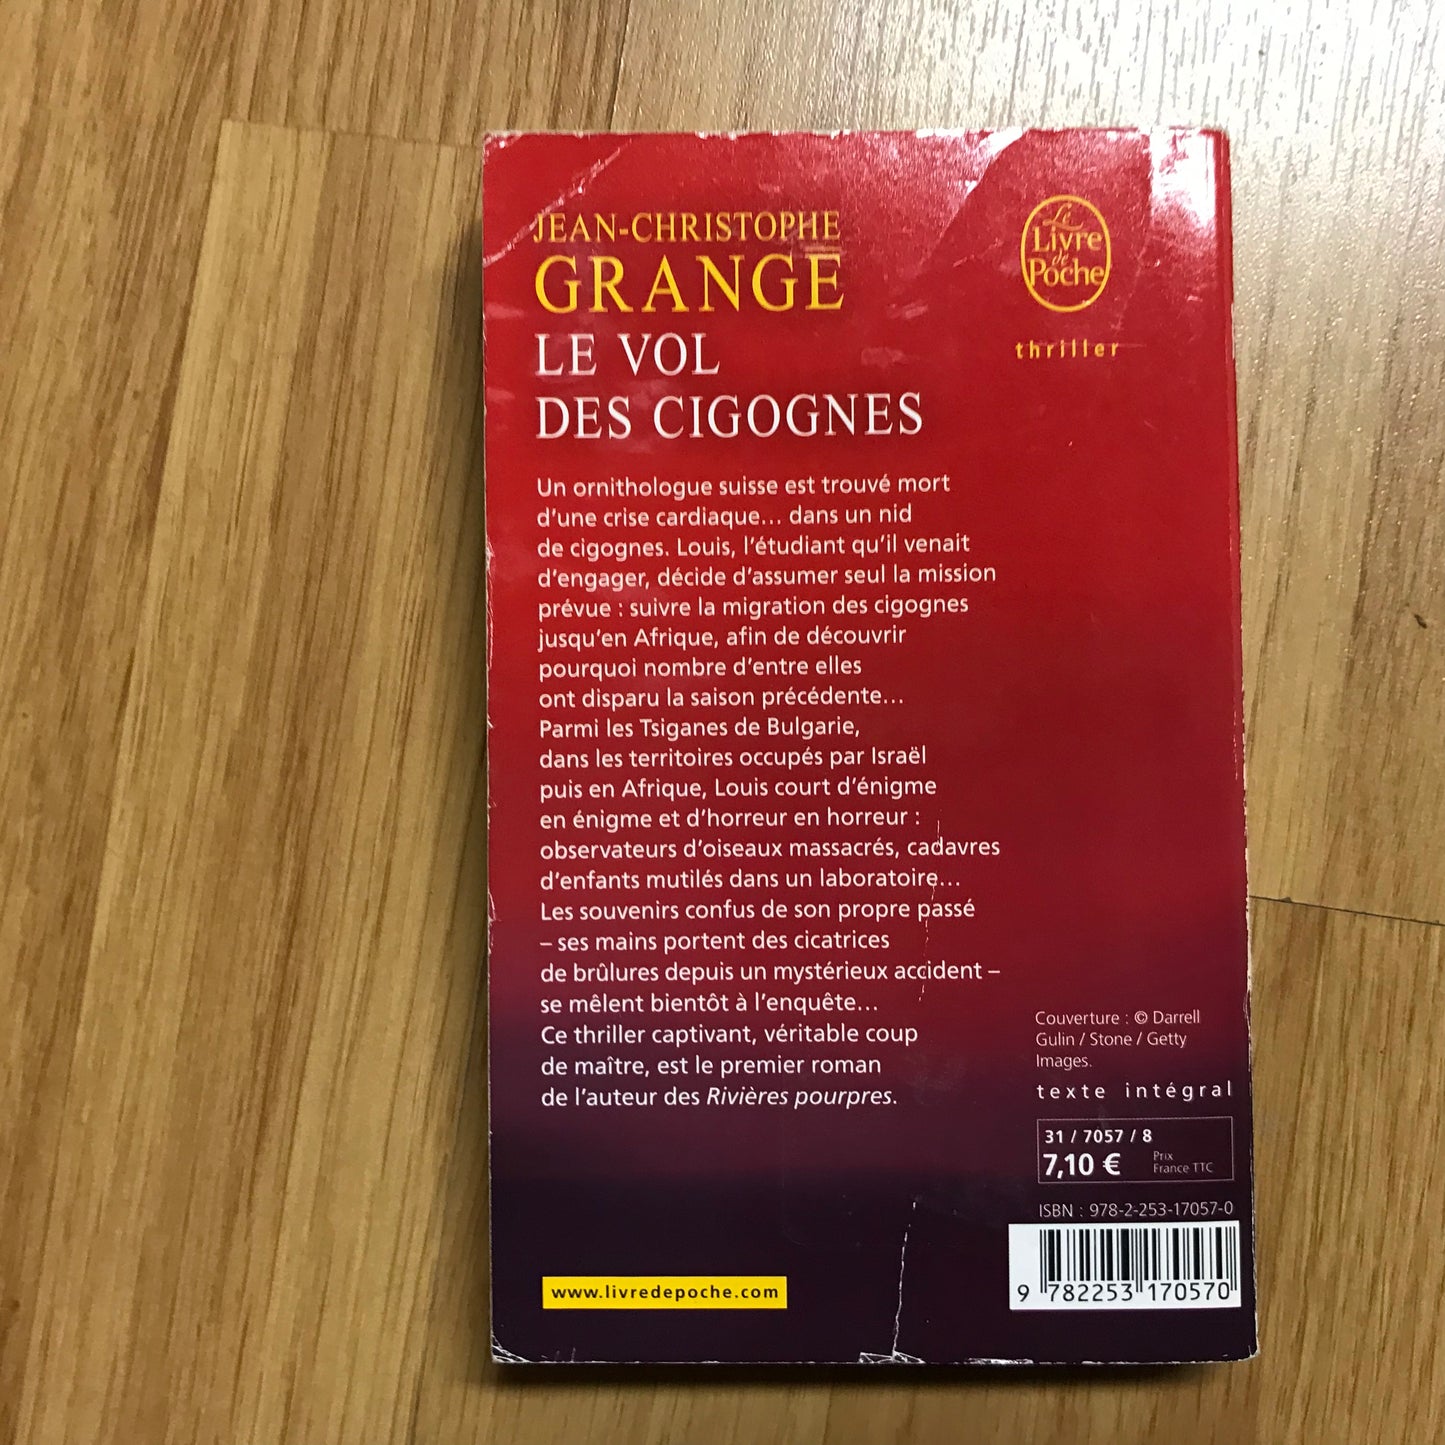 JEAN-CHRISTOPHE
GRANGÉ
LE VOL
DES CIGOGNES
Le
Livre
de
Poche
thriller
Un ornithologue suisse est trouvé mort
d'une crise cardiaque… dans un nid
de cigognes. Louis, l'étudiant qu'il venait
d'engager, décide d'assumer seul la mission
prévue : suivre la migration des cigognes
jusqu'en Afrique, afin de découvrir
pourquoi nombre d'entre elles
ont disparu la saison précédente…
Parmi les Tsiganes de Bulgarie,
dans les territoires occupés par Israël
puis en Afrique, Louis court d'énigme
en énigme et d'horreur en horreur :
observateurs d'oiseaux massacrés, cadavres
d'enfants mutilés dans un laboratoire…
Les souvenirs confus de son propre passé
– ses mains portent des cicatrices
de brûlures depuis un mystérieux accident –
se mêlent bientôt à l'enquête…
Ce thriller captivant, véritable coup
de maître, est le premier roman
de l'auteur des Rivières pourpres.
Couverture : © Darrell
Gulin / Stone / Getty
Images.
texte intégral
31 / 7057 / 8
7,10 € Prix
France TTC
ISBN : 978-2-253-17057-0
9 782253 170570
www.livredepoche.com